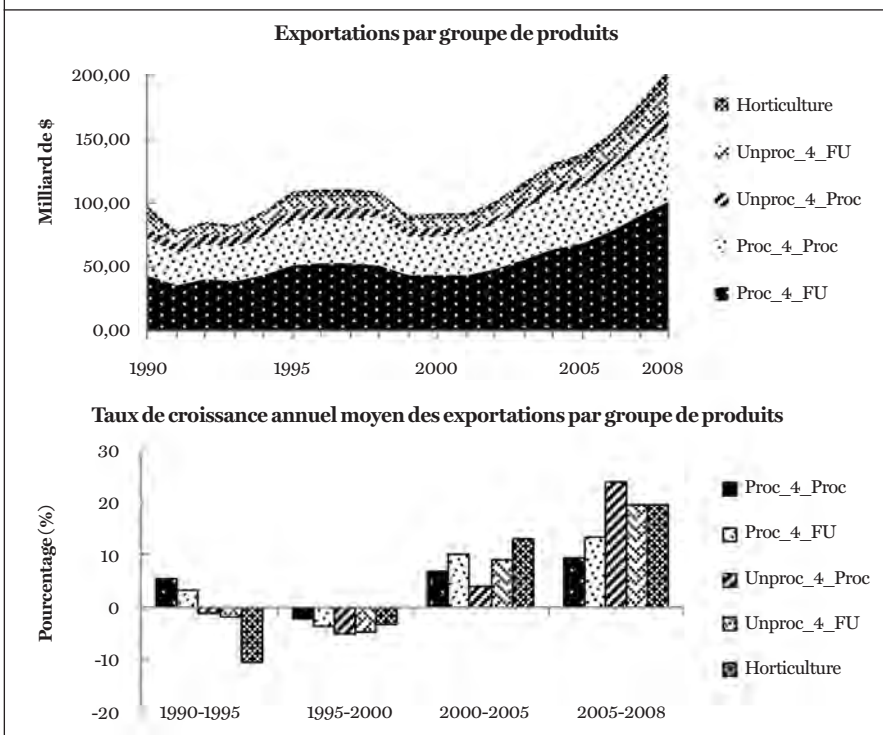 Exportations par groupe de produits
Milliard de $
200,00
150,00
100,00
50,00
0,00
1990
1995
2000
2005
2008
Horticulture
Unproc_4_FU
Unproc_4_Proc
Proc_4_Proc
Proc_4_FU
Taux de croissance annuel moyen des exportations par groupe de produits
Pourcentage (%)
30
20
10
0
-10
-20
1990-1995
1995-2000
2000-2005
2005-2008
Proc_4_Proc
Proc_4_FU
Unproc_4_Proc
Unproc_4_FU
Horticulture